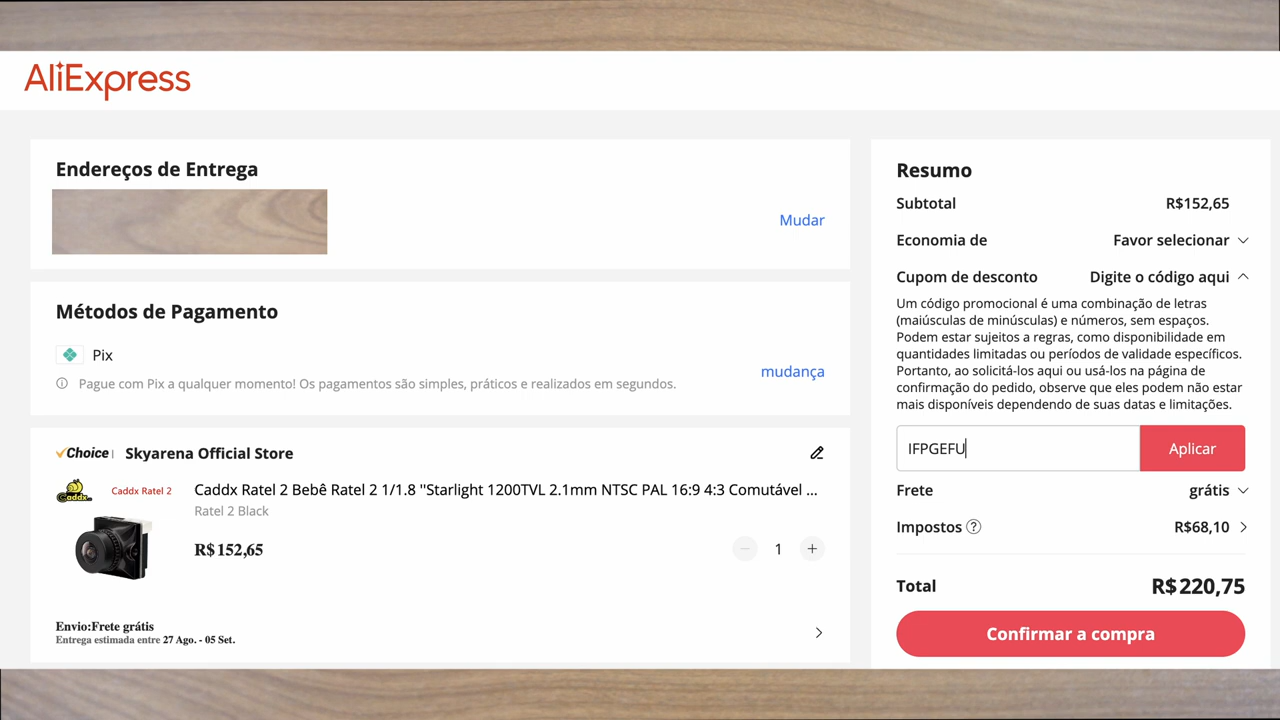 AliExpress
Endereços de Entrega
Mudar
Métodos de Pagamento
Pix
Pague com Pix a qualquer momento! Os pagamentos são simples, práticos e realizados em segundos.
mudança
Choice
Skyarena Official Store
Caddx
Caddx Ratel 2
Caddx Ratel 2 Bebê Ratel 2 1/1.8 "Starlight 1200TVL 2.1mm NTSC PAL 16:9 4:3 Comutável ...
Ratel 2 Black
R$152,65
1
Envio:Frete grátis
Entrega estimada entre 27 Ago. - 05 Set.
Resumo
Subtotal R$152,65
Economia de Favor selecionar
Cupom de desconto Digite o código aqui
Um código promocional é uma combinação de letras
(maiúsculas de minúsculas) e números, sem espaços.
Podem estar sujeitos a regras, como disponibilidade em
quantidades limitadas ou períodos de validade específicos.
Portanto, ao solicitá-los aqui ou usá-los na página de
confirmação do pedido, observe que eles podem não estar
mais disponíveis dependendo de suas datas e limitações.
IFPGEFU
Aplicar
Frete grátis
Impostos R$68,10
Total R$220,75
Confirmar a compra